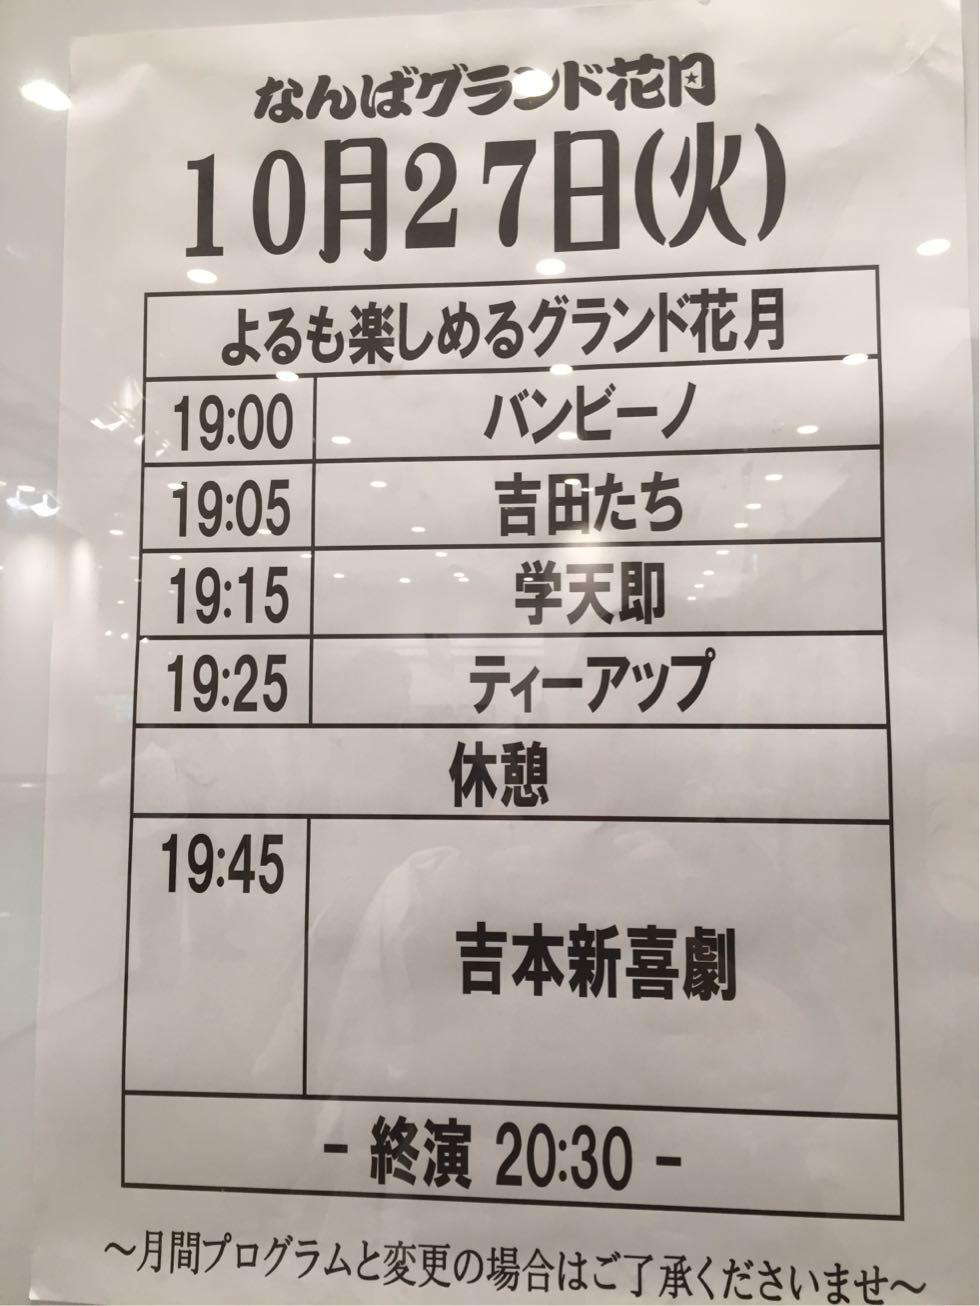 なんばグランド花月
10月27日(火)
よるも楽しめるグランド花月
19:00 バンビーノ
19:05 吉田たち
19:15 学天即
19:25 ティーアップ
休憩
19:45 吉本新喜劇
- 終演 20:30 -
～月間プログラムと変更の場合はご了承くださいませ～